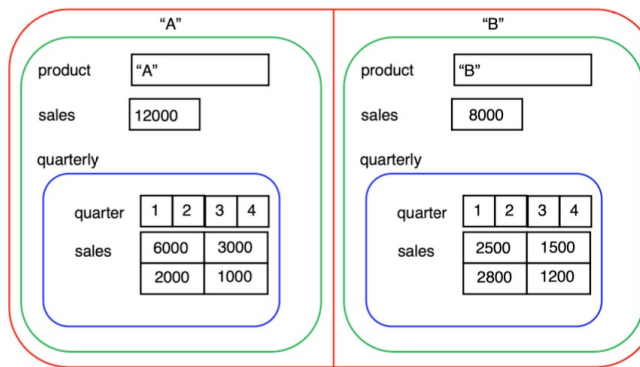 “A”
product “A”
sales 12000
quarterly
quarter 1 2 3 4
sales 6000 3000
2000 1000
“B”
product “B”
sales 8000
quarterly
quarter 1 2 3 4
sales 2500 1500
2800 1200